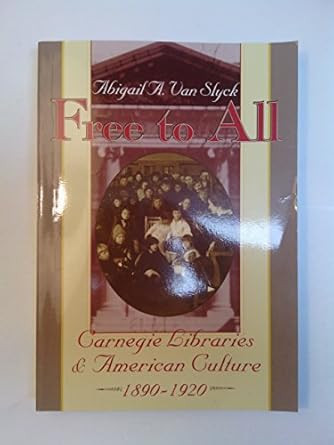 Abigail A. Van Slyck
Free to All
Carnegie Libraries
& American Culture
1890-1920